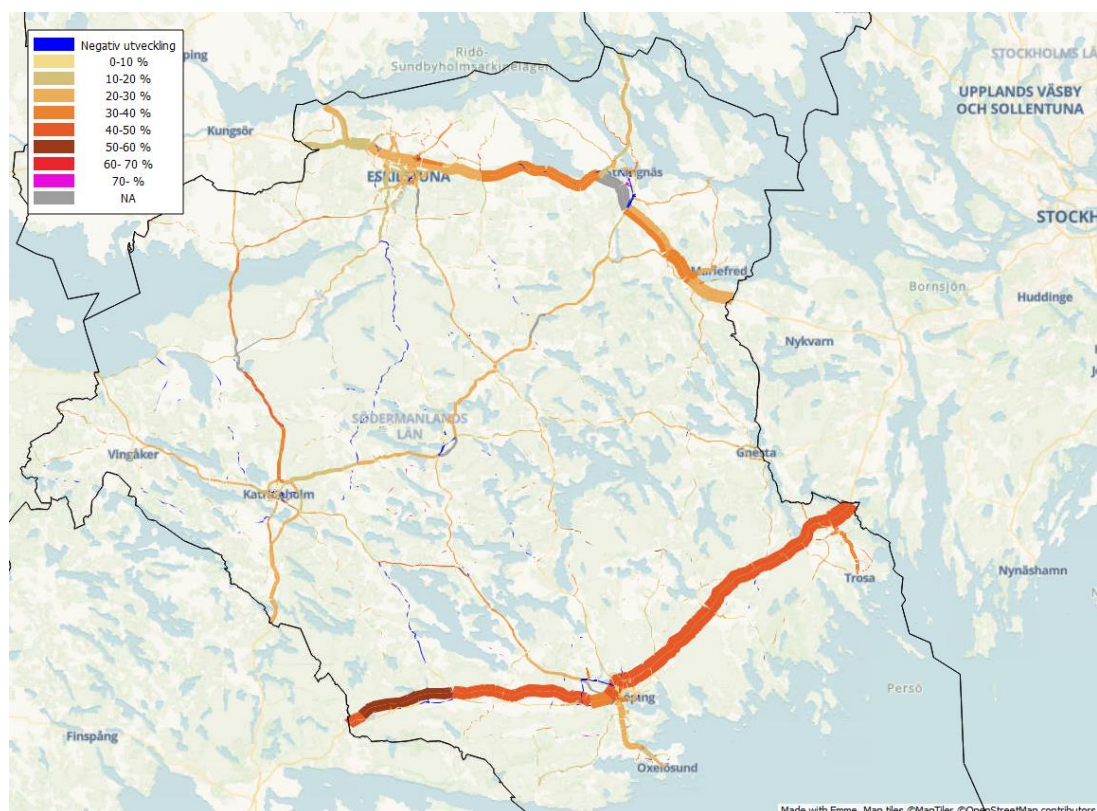 Negativ utveckling
0-10 %
10-20 %
20-30 %
30-40 %
40-50 %
50-60 %
60- 70 %
70- %
NA
Ridö-
Sundbyholmsarkipelagen
STOCKHOLMS LÄ
UPPLANDS VÄSBY
OCH SOLLENTUNA
Kungsör
ESKILSTUNA
Strängnäs
STOCKH
Mariefred
Bornsjön
Huddinge
Nykvarn
SÖDERMANLANDS
LÄN
Vingåker
Gnesta
Katrineholm
Trosa
Nynäshamn
Persö
Finspång
Oxelösund
Made with Emme, Map tiles ©MapTiler ©OpenStreetMap contributors